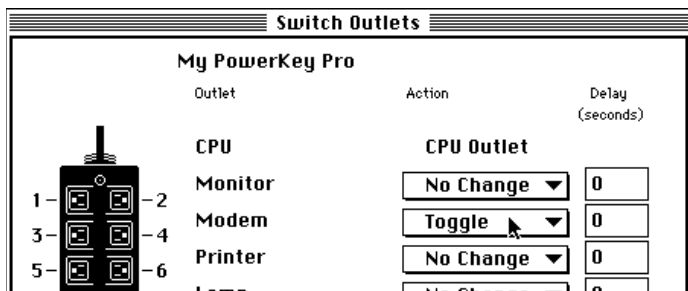 Switch Outlets
My PowerKey Pro
Outlet Action Delay
(seconds)
CPU CPU Outlet
1 2 Monitor No Change 0
3 4 Modem Toggle 0
5 6 Printer No Change 0